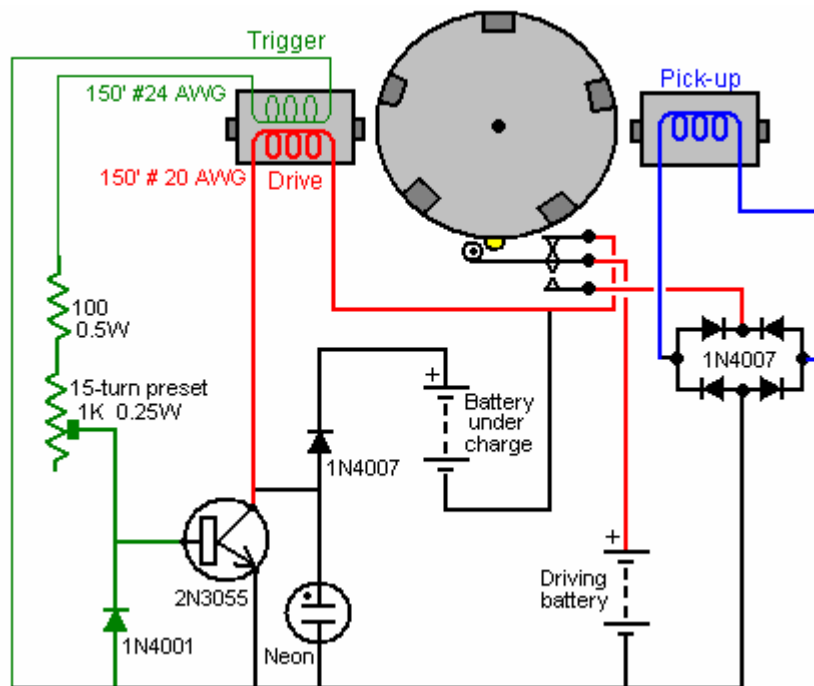 Trigger
150' #24 AWG
Pick-up
150' # 20 AWG
Drive
100
0.5W
1N4007
15-turn preset
1K 0.25W
+
Battery
under
charge
1N4007
+
Driving
battery
2N3055
1N4001
Neon